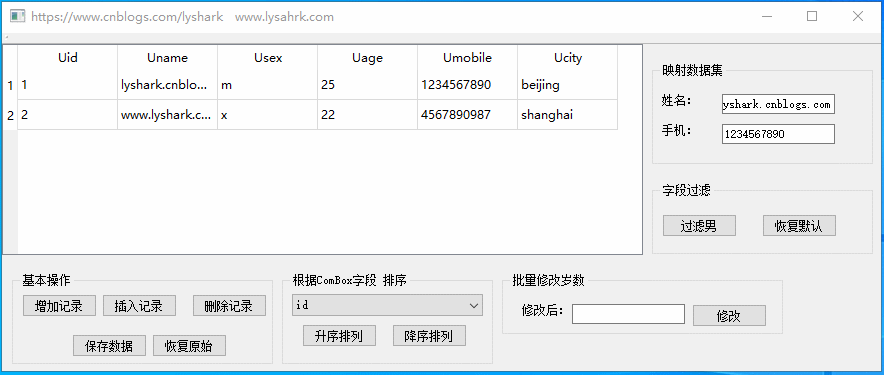 https://www.cnblogs.com/lyshark www.lysahrk.com
Uid Uname Usex Uage Umobile Ucity
1 1 lyshark.cnblo... m 25 1234567890 beijing
2 2 www.lyshark.c... x 22 4567890987 shanghai
映射数据集
姓名: yshark.cnblogs.com
手机: 1234567890
字段过滤
过滤男 恢复默认
基本操作
增加记录 插入记录 删除记录
保存数据 恢复原始
根据ComBox字段 排序
id
升序排列 降序排列
批量修改岁数
修改后: 修改